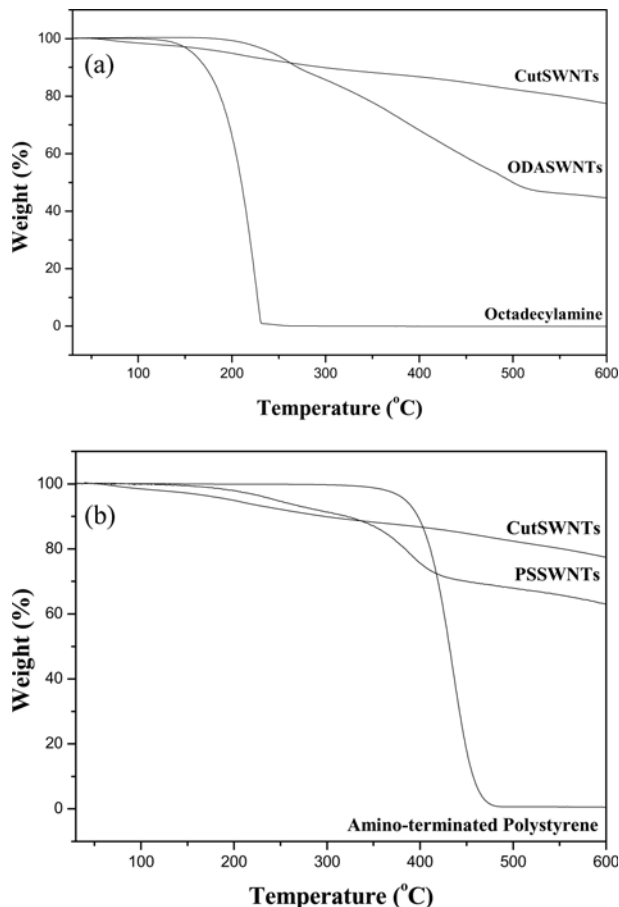 (a)
100
80
60
40
20
0
Weight (%)
CutSWNTs
ODASWNTs
Octadecylamine
100 200 300 400 500 600
Temperature (°C)
(b)
100
80
60
40
20
0
Weight (%)
CutSWNTs
PSSWNTs
Amino-terminated Polystyrene
100 200 300 400 500 600
Temperature (°C)